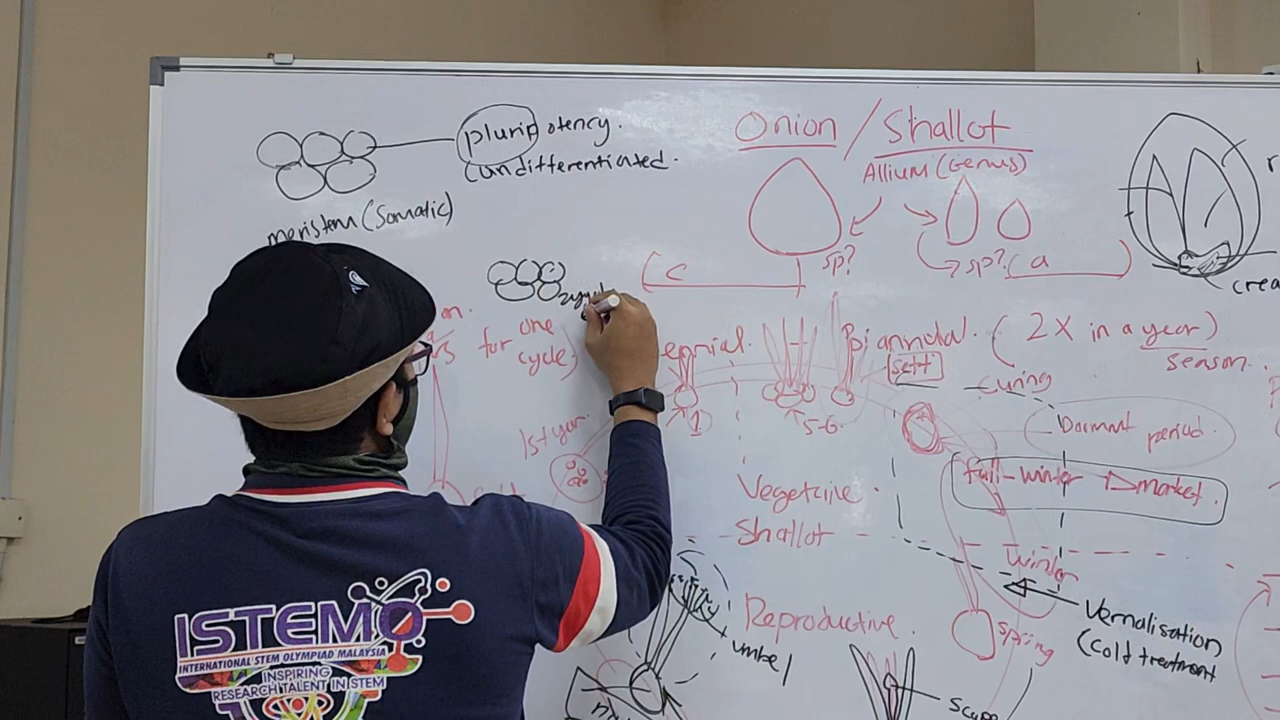 pluripotency.
(undifferentiated.
meristem (Somatic)
Onion / Shallot
Allium (Genus)
sp?
sp? ( a )
( c
for one
cycle)
ennial.
Biannual. ( 2X in a year)
season.
sett
Curing
1
5-6.
1st year
Dormant period.
fall-winter market.
Vegetative.
Shallot
Winter
Vernalisation
(Cold treatment
Reproductive.
Spring
umbel
Scape
crea
ISTEMO
INTERNATIONAL STEM OLYMPIAD MALAYSIA
INSPIRING
RESEARCH TALENT IN STEM